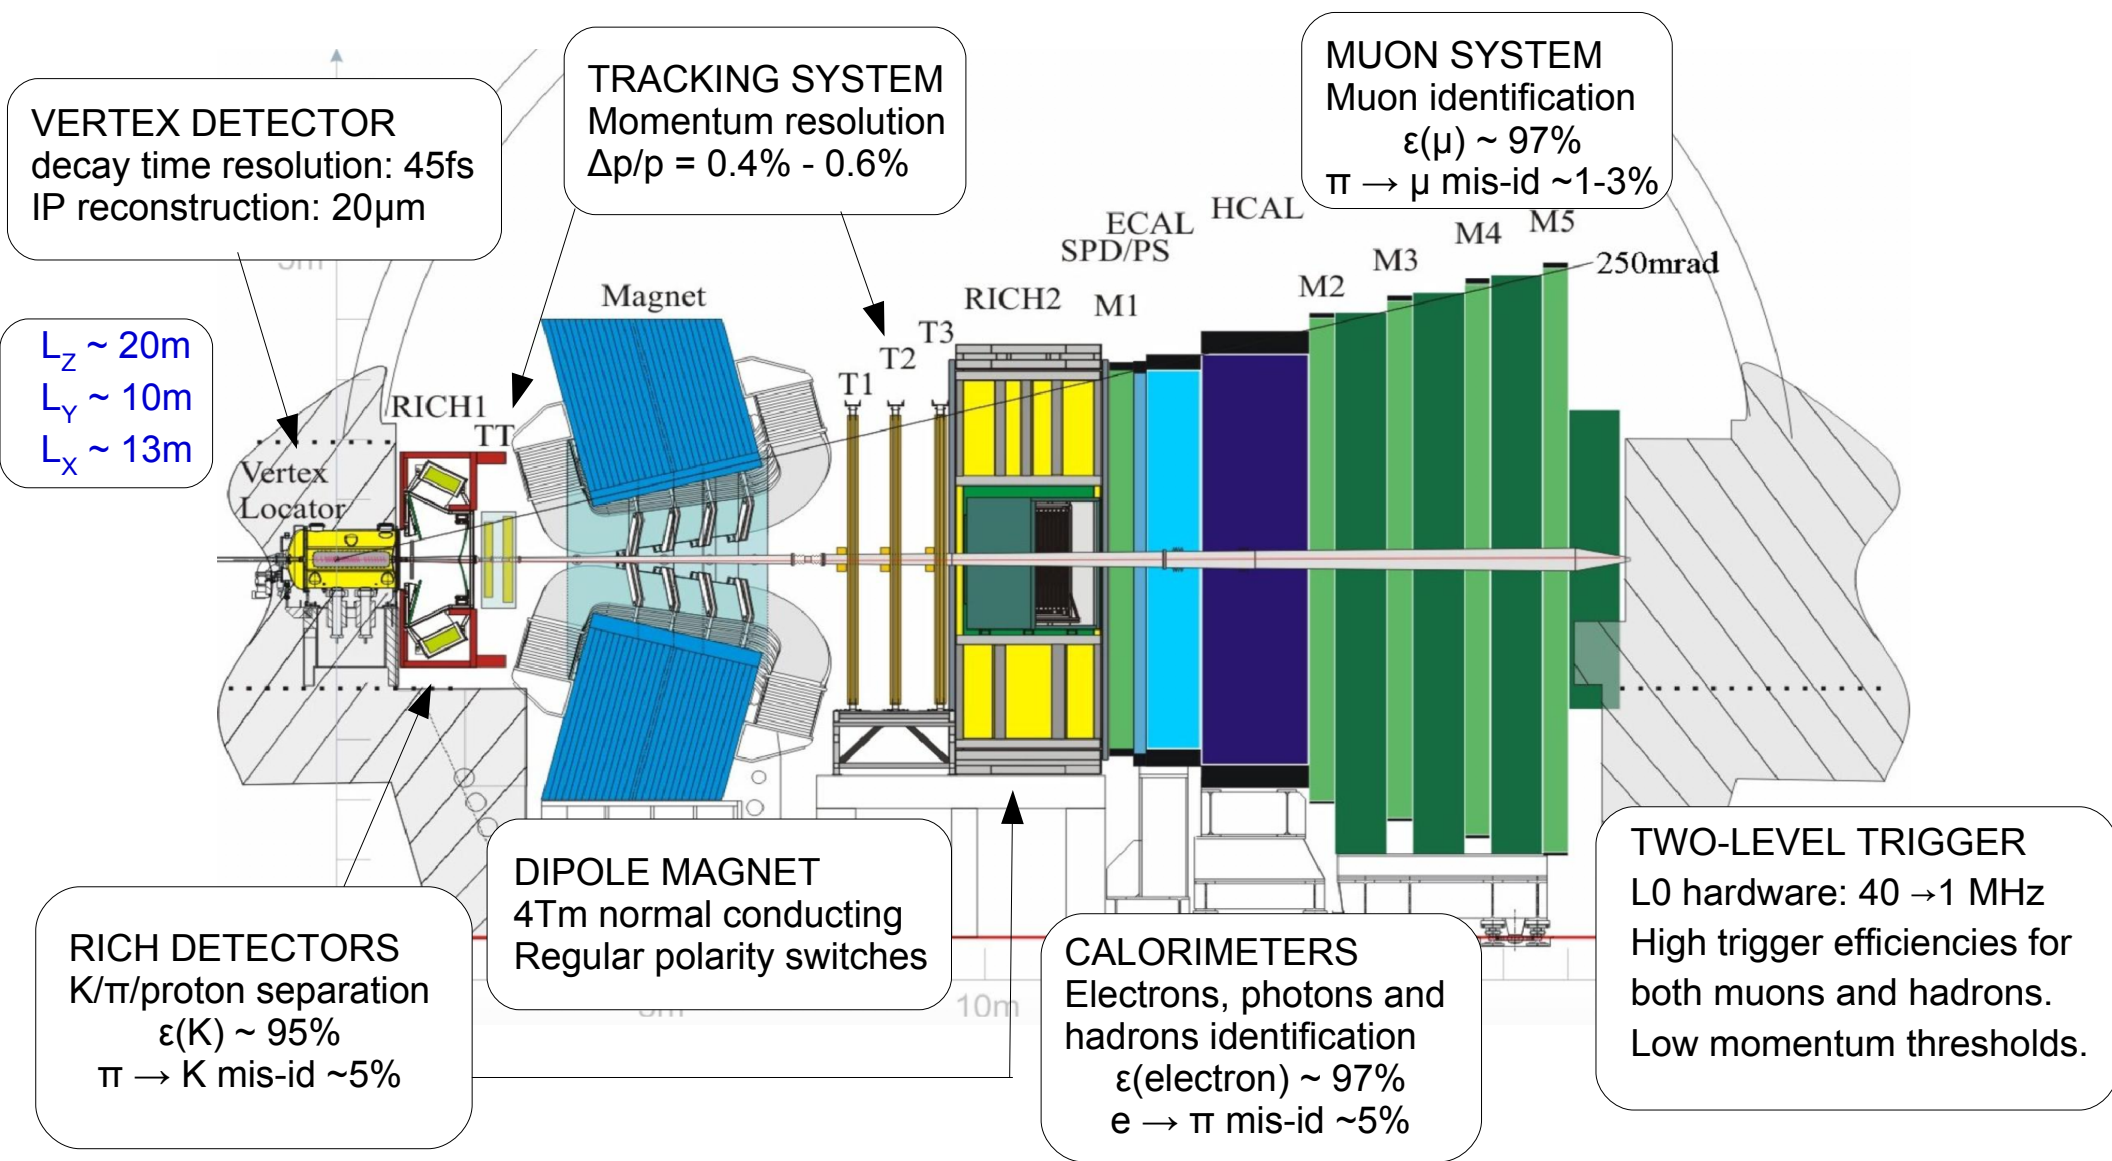 VERTEX DETECTOR
decay time resolution: 45fs
IP reconstruction: 20μm
TRACKING SYSTEM
Momentum resolution
Δp/p = 0.4% - 0.6%
MUON SYSTEM
Muon identification
ε(μ) ~ 97%
π → μ mis-id ~1-3%
L_Z ~ 20m
L_Y ~ 10m
L_X ~ 13m
Vertex
Locator
RICH1
TT
Magnet
T1
T2
T3
RICH2
M1
SPD/PS
ECAL
HCAL
M2
M3
M4
M5
250mrad
RICH DETECTORS
K/π/proton separation
ε(K) ~ 95%
π → K mis-id ~5%
DIPOLE MAGNET
4Tm normal conducting
Regular polarity switches
10m
CALORIMETERS
Electrons, photons and
hadrons identification
ε(electron) ~ 97%
e → π mis-id ~5%
TWO-LEVEL TRIGGER
L0 hardware: 40 →1 MHz
High trigger efficiencies for
both muons and hadrons.
Low momentum thresholds.